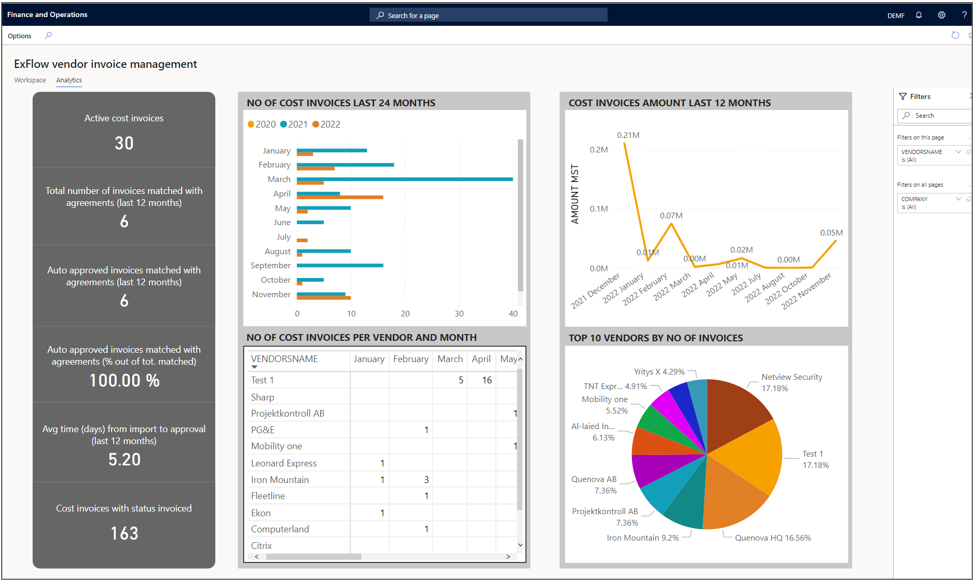 Finance and Operations
Search for a page
DEMF
?
Options
ExFlow vendor invoice management
Workspace
Analytics
Active cost invoices
30
Total number of invoices matched with
agreements (last 12 months)
6
Auto approved invoices matched with
agreements (last 12 months)
6
Auto approved invoices matched with
agreements (% out of tot. matched)
100.00 %
Avg time (days) from import to approval
(last 12 months)
5.20
Cost invoices with status invoiced
163
NO OF COST INVOICES LAST 24 MONTHS
2020 2021 2022
January
February
March
April
May
June
July
August
September
October
November
0 10 20 30 40
COST INVOICES AMOUNT LAST 12 MONTHS
AMOUNT MST
0.2M
0.1M
0.0M
0.21M
0.01M
0.07M
0.00M
0.02M
0.01M
0.00M
0.05M
2021 December
2022 January
2022 February
2022 March
2022 April
2022 May
2022 July
2022 August
2022 October
2022 November
NO OF COST INVOICES PER VENDOR AND MONTH
VENDORSNAME January February March April May
Test 1 5 16
Sharp
Projektkontroll AB 1
PG&E 1
Mobility one 1
Leonard Express 1
Iron Mountain 1 3
Fleetline 1
Ekon 1
Computerland 1
Citrix
TOP 10 VENDORS BY NO OF INVOICES
Netview Security
17.18%
Test 1
17.18%
Quenova HQ 16.56%
Iron Mountain 9.2%
Projektkontroll AB
7.36%
Quenova AB
7.36%
Al-laied In...
6.13%
Mobility one
5.52%
TNT Expr... 4.91%
Yritys X 4.29%
Filters
Search
Filters on this page
VENDORSNAME
is (All)
Filters on all pages
COMPANY
is (All)